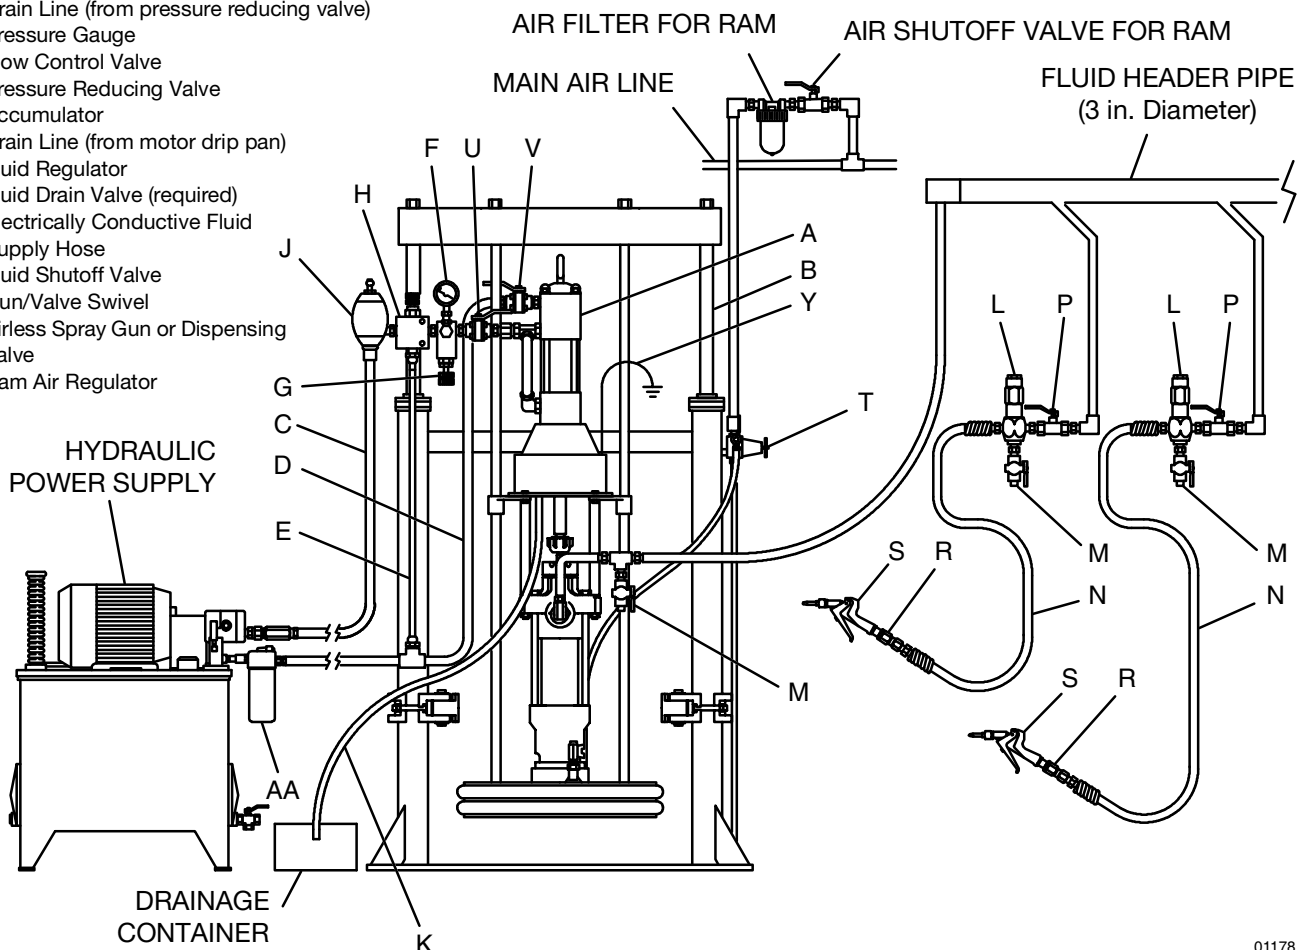 rain Line (from pressure reducing valve)
ressure Gauge
ow Control Valve
ressure Reducing Valve
ccumulator
rain Line (from motor drip pan)
uid Regulator
uid Drain Valve (required)
ectrically Conductive Fluid
upply Hose
uid Shutoff Valve
un/Valve Swivel
irless Spray Gun or Dispensing
alve
am Air Regulator
AIR FILTER FOR RAM
AIR SHUTOFF VALVE FOR RAM
MAIN AIR LINE
FLUID HEADER PIPE
(3 in. Diameter)
F
U
V
H
J
A
B
Y
G
C
D
E
T
L
P
L
P
M
M
N
N
S
R
S
R
M
HYDRAULIC
POWER SUPPLY
AA
DRAINAGE
CONTAINER
K
01178